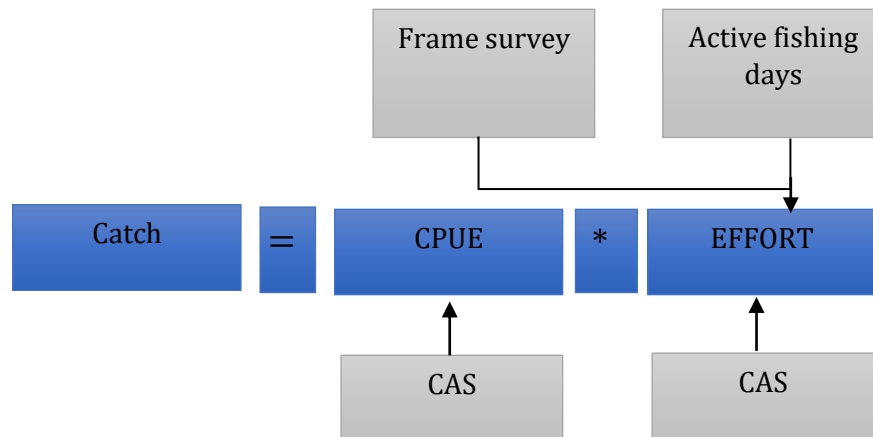 Frame survey
Active fishing
days
Catch
=
CPUE
*
EFFORT
CAS
CAS